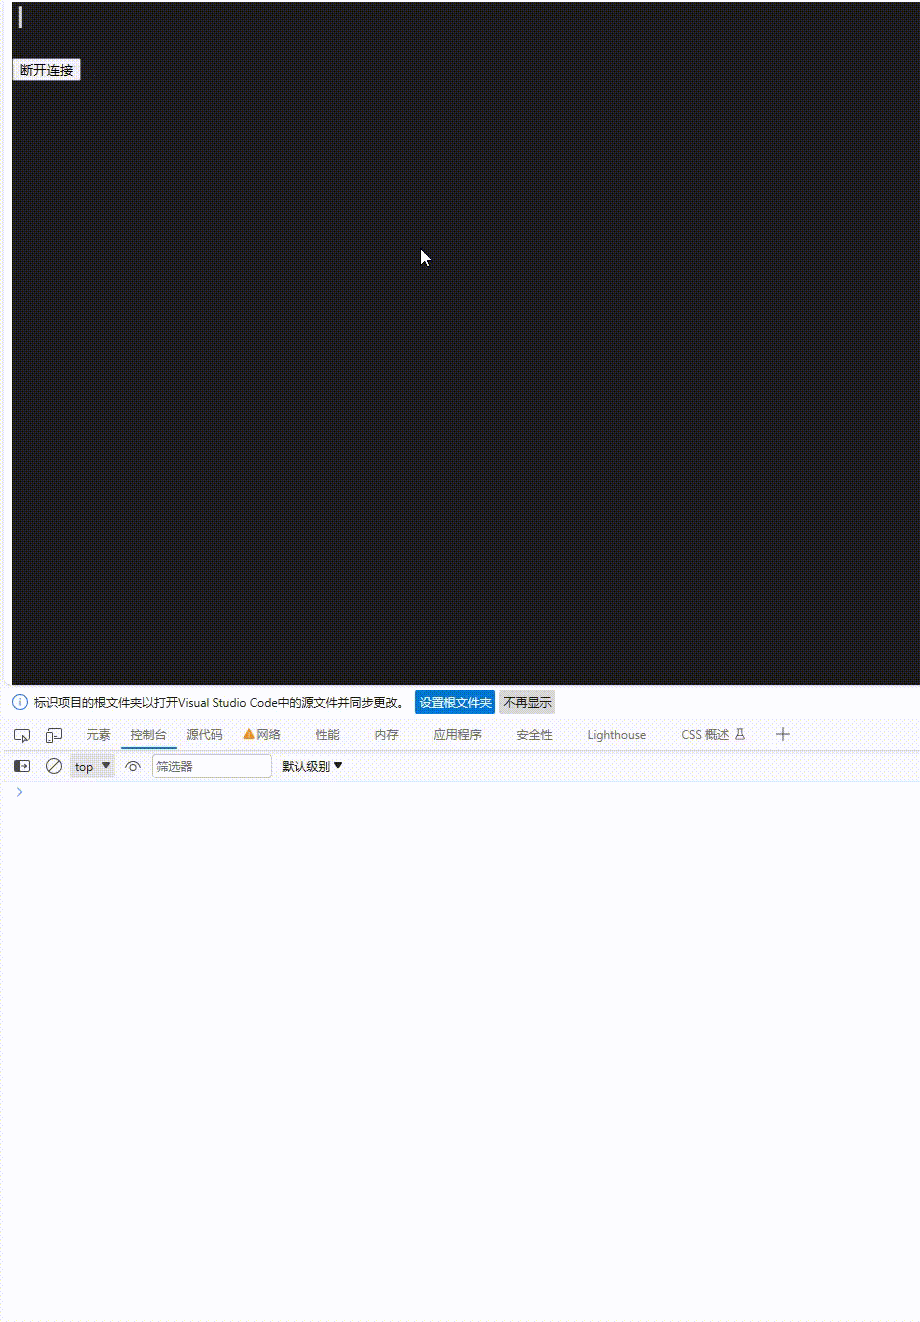 断开连接
标识项目的根文件夹以打开Visual Studio Code中的源文件并同步更改。 设置根文件夹 不再显示
元素 控制台 源代码 网络 性能 内存 应用程序 安全性 Lighthouse CSS 概述
top 筛选器 默认级别